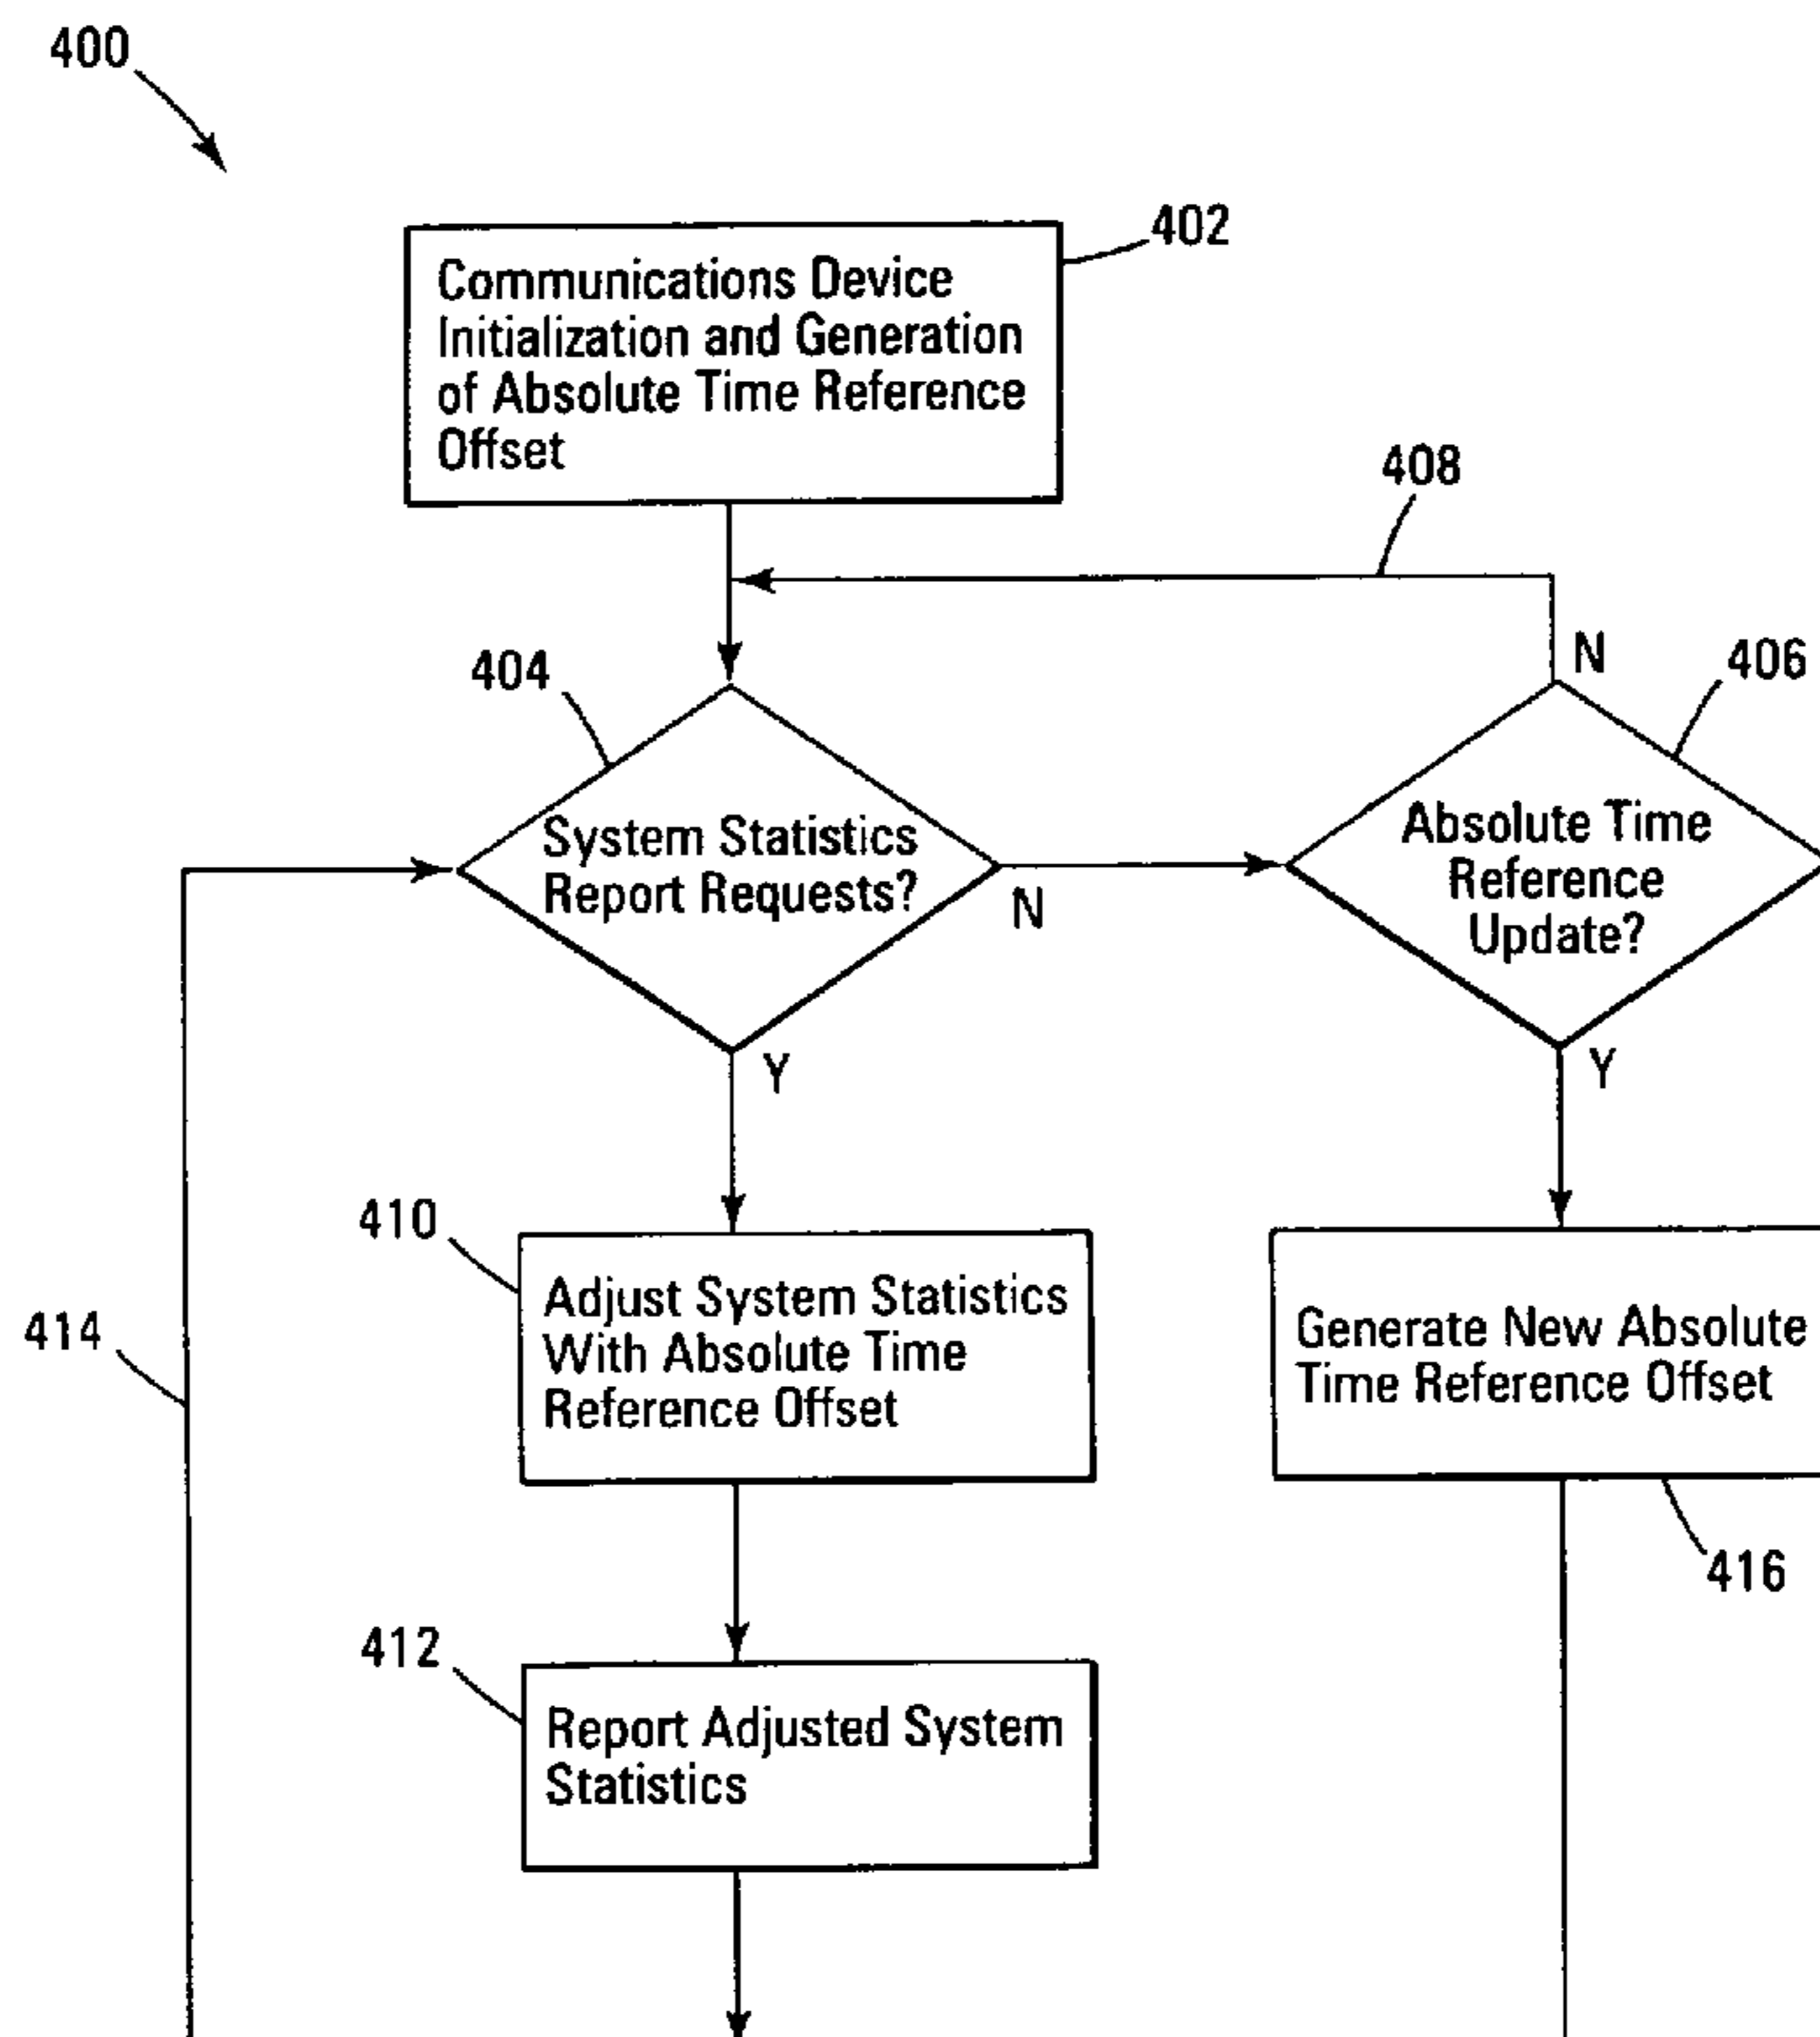 400
402
Communications Device
Initialization and Generation
of Absolute Time Reference
Offset
408
404
N
406
System Statistics
Report Requests?
N
Absolute Time
Reference
Update?
Y
Y
410
Adjust System Statistics
With Absolute Time
Reference Offset
414
Generate New Absolute
Time Reference Offset
416
412
Report Adjusted System
Statistics